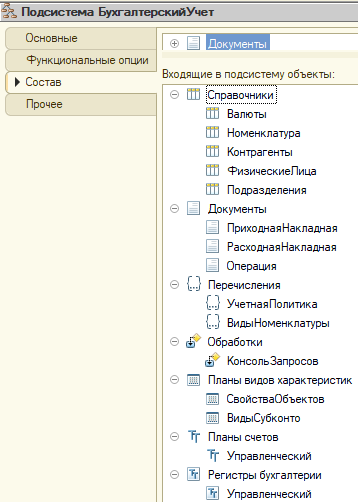 Подсистема БухгалтерскийУчет
Основные
Функциональные опции
Состав
Прочее
Документы
Входящие в подсистему объекты:
Справочники
Валюты
Номенклатура
Контрагенты
ФизическиеЛица
Подразделения
Документы
ПриходнаяНакладная
РасходнаяНакладная
Операция
Перечисления
УчетнаяПолитика
ВидыНоменклатуры
Обработки
КонсольЗапросов
Планы видов характеристик
СвойстваОбъектов
ВидыСубконто
Планы счетов
Управленческий
Регистры бухгалтерии
Управленческий